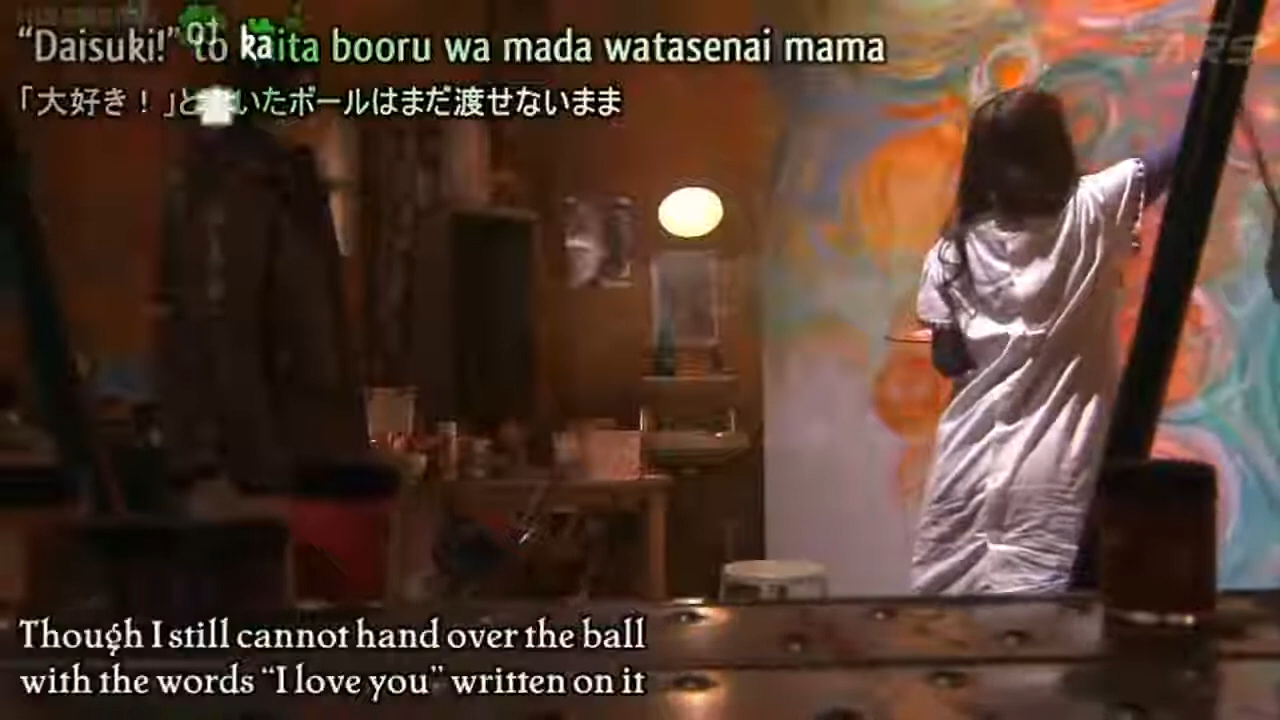 “Daisuki!” to kaita booru wa mada watasenai mama
「大好き！」と書いたボールはまだ渡せないまま
Though I still cannot hand over the ball
with the words “I love you” written on it